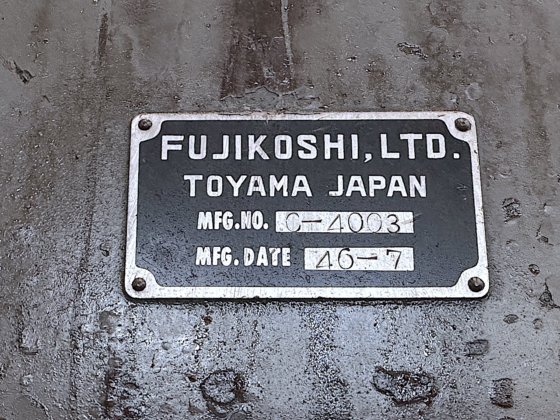 FUJIKOSHI, LTD.
TOYAMA JAPAN
MFG. NO. C-4003
MFG. DATE 46-7